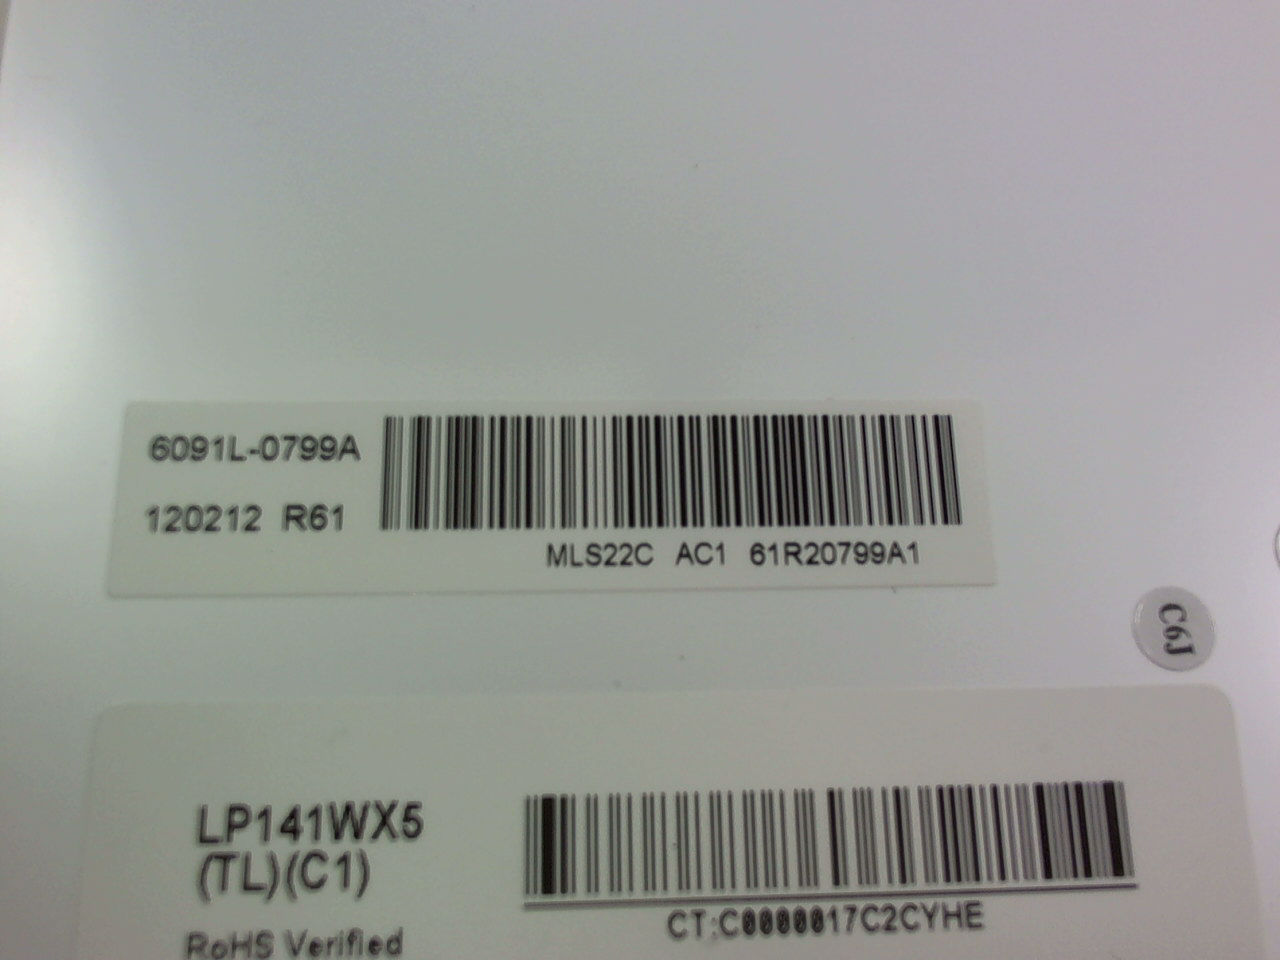 6091L-0799A
120212 R61
MLS22C AC1 61R20799A1
C6J
LP141WX5
(TL)(C1)
CT:C0000017C2CYHE
RoHS Verified